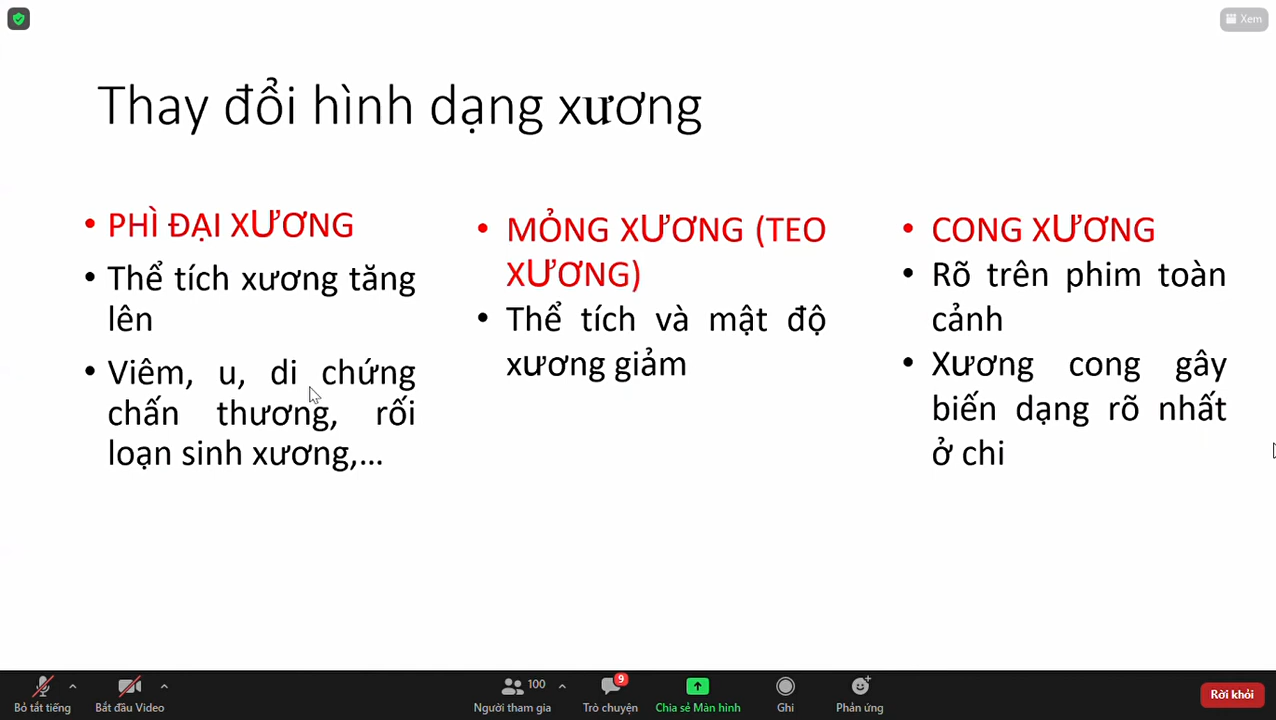 Xem
Thay đổi hình dạng xương
• PHÌ ĐẠI XƯƠNG
• Thể tích xương tăng
lên
• Viêm, u, di chứng
chấn thương, rối
loạn sinh xương,...
• MỎNG XƯƠNG (TEO
XƯƠNG)
• Thể tích và mật độ
xương giảm
• CONG XƯƠNG
• Rõ trên phim toàn
cảnh
• Xương cong gây
biến dạng rõ nhất
ở chi
100
9
Bỏ tắt tiếng
Bắt đầu Video
Người tham gia
Trò chuyện
Chia sẻ Màn hình
Ghi
Phản ứng
Rời khỏi